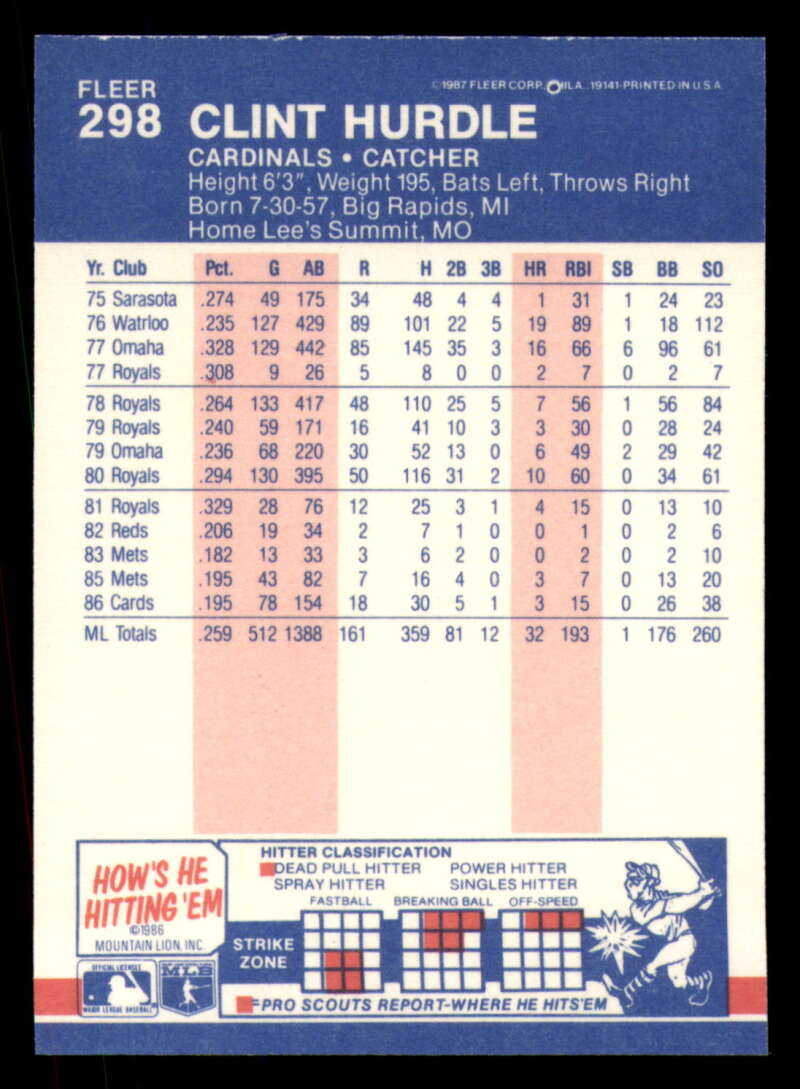 FLEER
298 CLINT HURDLE
©1987 FLEER CORP. PHILA. 19141-PRINTED IN U.S.A.
CARDINALS • CATCHER
Height 6'3", Weight 195, Bats Left, Throws Right
Born 7-30-57, Big Rapids, MI
Home Lee's Summit, MO
Yr. Club Pct. G AB R H 2B 3B HR RBI SB BB SO
75 Sarasota .274 49 175 34 48 4 4 1 31 1 24 23
76 Watrloo .235 127 429 89 101 22 5 19 89 1 18 112
77 Omaha .328 129 442 85 145 35 3 16 66 6 96 61
77 Royals .308 9 26 5 8 0 0 2 7 0 2 7
78 Royals .264 133 417 48 110 25 5 7 56 1 56 84
79 Royals .240 59 171 16 41 10 3 3 30 0 28 24
79 Omaha .236 68 220 30 52 13 0 6 49 2 29 42
80 Royals .294 130 395 50 116 31 2 10 60 0 34 61
81 Royals .329 28 76 12 25 3 1 4 15 0 13 10
82 Reds .206 19 34 2 7 1 0 0 1 0 2 6
83 Mets .182 13 33 3 6 2 0 0 2 0 2 10
85 Mets .195 43 82 7 16 4 0 3 7 0 13 20
86 Cards .195 78 154 18 30 5 1 3 15 0 26 38
ML Totals .259 512 1388 161 359 81 12 32 193 1 176 260
HOW'S HE
HITTING 'EM
©1986
MOUNTAIN LION, INC.
OFFICIAL LICENSEE
MAJOR LEAGUE BASEBALL
MLB
HITTER CLASSIFICATION
DEAD PULL HITTER POWER HITTER
SPRAY HITTER SINGLES HITTER
FASTBALL BREAKING BALL OFF-SPEED
STRIKE
ZONE
=PRO SCOUTS REPORT-WHERE HE HITS'EM